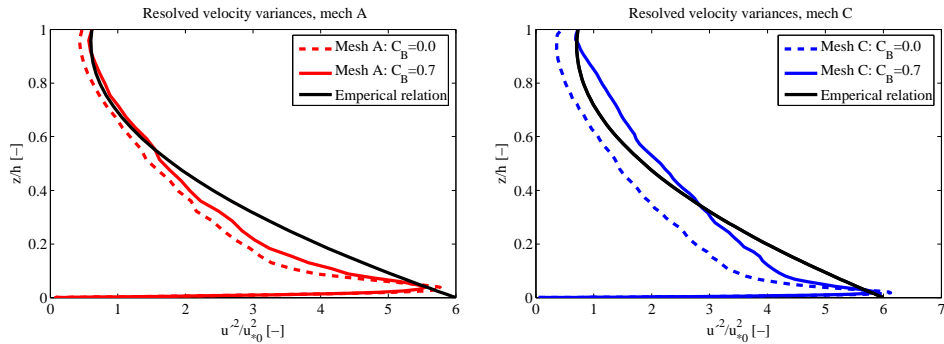 Resolved velocity variances, mech A
Mesh A: C_B=0.0
Mesh A: C_B=0.7
Emperical relation
z/h [−]
1
0.8
0.6
0.4
0.2
0
0 1 2 3 4 5 6
u'^2/u_{*0}^2 [−]
Resolved velocity variances, mech C
Mesh C: C_B=0.0
Mesh C: C_B=0.7
Emperical relation
z/h [−]
1
0.8
0.6
0.4
0.2
0
0 1 2 3 4 5 6 7
u'^2/u_{*0}^2 [−]